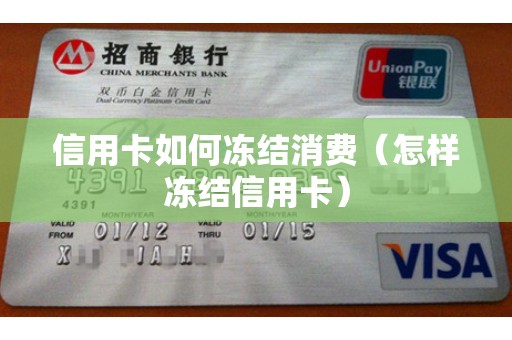 招商銀行
CHINA MERCHANTS BANK
UnionPay
银联
双币白金信用卡
Dual-Currency Platinum Credit Card
信用卡如何冻结消费（怎样
冻结信用卡）
4391
MONTH/YEAR MONTH/YEAR
VALID FROM 01/12 VALID THRU 01/15
VISA